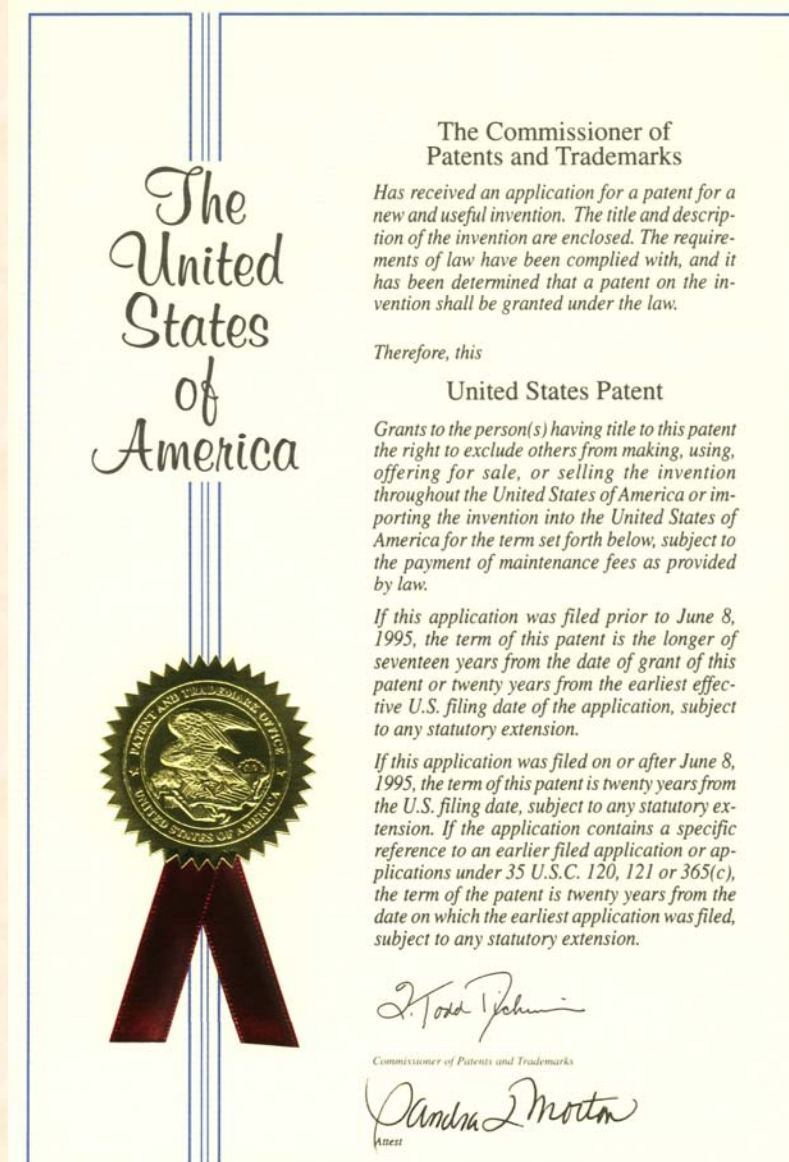 The
United
States
of
America
The Commissioner of
Patents and Trademarks
Has received an application for a patent for a
new and useful invention. The title and descrip-
tion of the invention are enclosed. The require-
ments of law have been complied with, and it
has been determined that a patent on the in-
vention shall be granted under the law.
Therefore, this
United States Patent
Grants to the person(s) having title to this patent
the right to exclude others from making, using,
offering for sale, or selling the invention
throughout the United States of America or im-
porting the invention into the United States of
America for the term set forth below, subject to
the payment of maintenance fees as provided
by law.
If this application was filed prior to June 8,
1995, the term of this patent is the longer of
seventeen years from the date of grant of this
patent or twenty years from the earliest effec-
tive U.S. filing date of the application, subject
to any statutory extension.
If this application was filed on or after June 8,
1995, the term of this patent is twenty years from
the U.S. filing date, subject to any statutory ex-
tension. If the application contains a specific
reference to an earlier filed application or ap-
plications under 35 U.S.C. 120, 121 or 365(c),
the term of the patent is twenty years from the
date on which the earliest application was filed,
subject to any statutory extension.
PATENT AND TRADEMARK OFFICE
UNITED STATES OF AMERICA
Q. Todd
Commissioner of Patents and Trademarks
Sandra L Morton
Attest